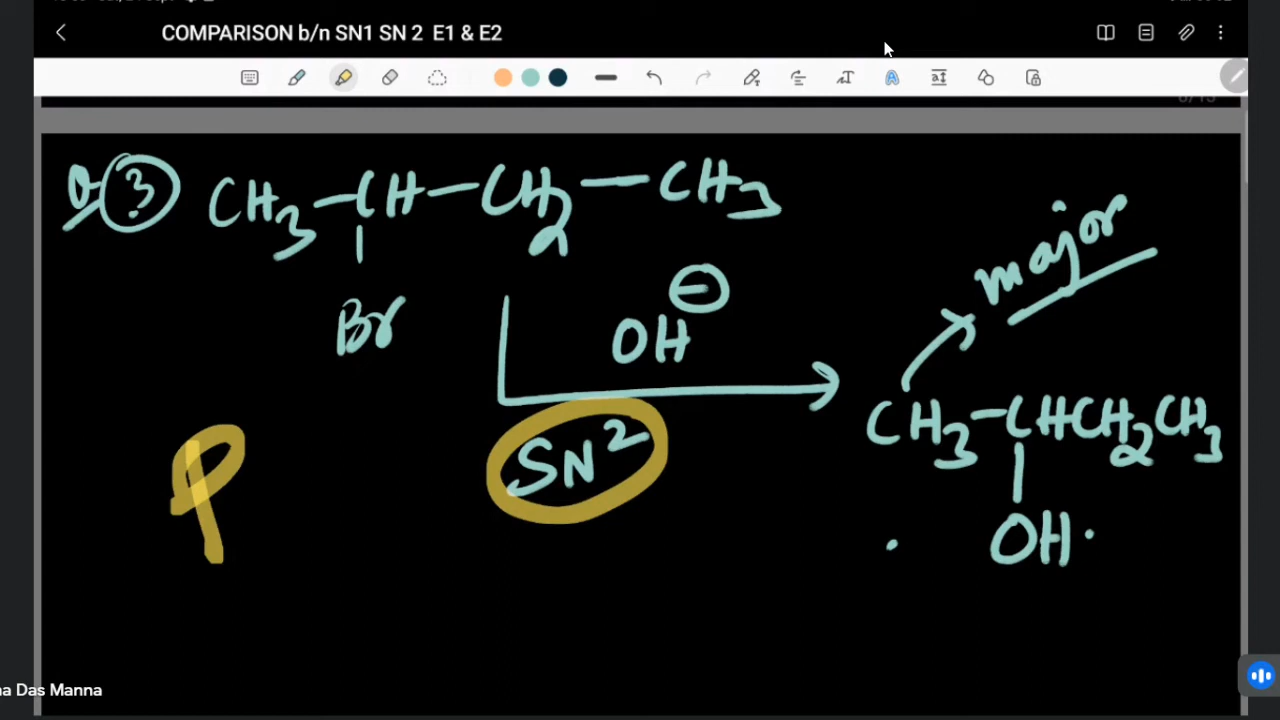 COMPARISON b/n SN1 SN 2 E1 & E2
Q ③ CH₃-CH-CH₂-CH₃
Br
OH⊖
major
SN²
CH₃-CHCH₂CH₃
OH
a Das Manna